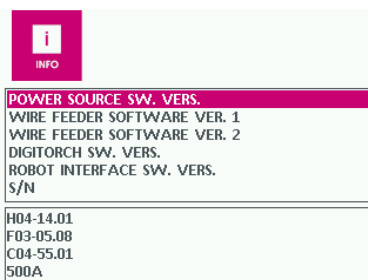 i
INFO
POWER SOURCE SW. VERS.
WIRE FEEDER SOFTWARE VER. 1
WIRE FEEDER SOFTWARE VER. 2
DIGITORCH SW. VERS.
ROBOT INTERFACE SW. VERS.
S/N
H04-14.01
F03-05.08
C04-55.01
500A